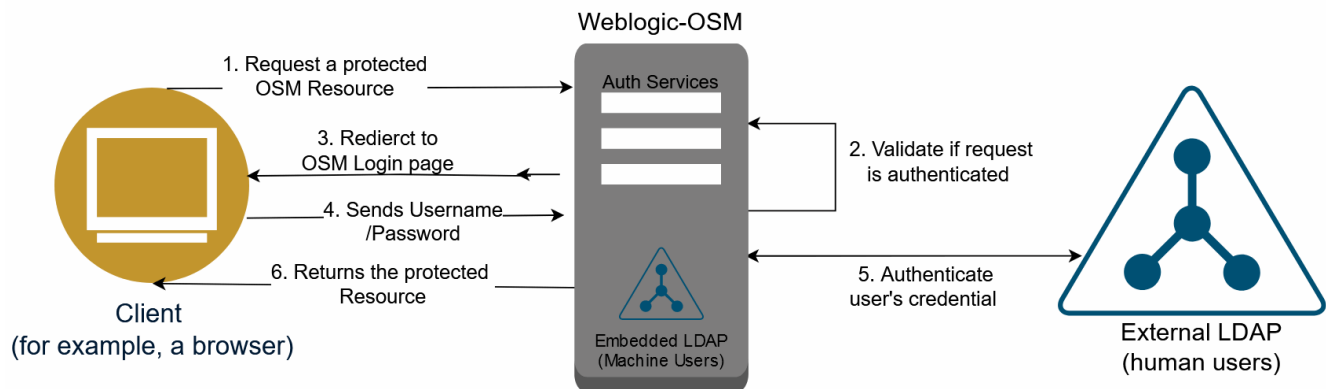 Weblogic-OSM
1. Request a protected
OSM Resource
Auth Services
3. Redierct to
OSM Login page
2. Validate if request
is authenticated
4. Sends Username
/Password
6. Returns the protected
Resource
5. Authenticate
user's credential
Client
(for example, a browser)
Embedded LDAP
(Machine Users)
External LDAP
(human users)